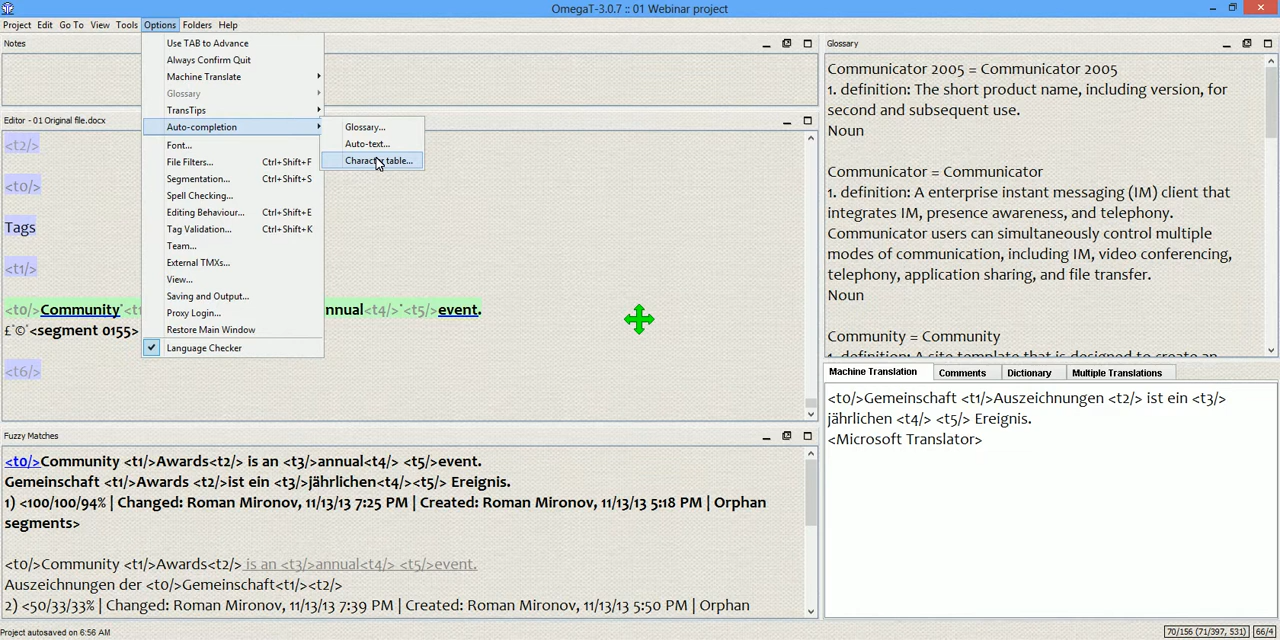 OmegaT-3.0.7 :: 01 Webinar project
Project Edit Go To View Tools Options Folders Help
Notes
Use TAB to Advance
Always Confirm Quit
Machine Translate
Glossary
TransTips
Auto-completion
Font...
File Filters... Ctrl+Shift+F
Segmentation... Ctrl+Shift+S
Spell Checking...
Editing Behaviour... Ctrl+Shift+E
Tag Validation... Ctrl+Shift+K
Team...
External TMXs...
View...
Saving and Output...
Proxy Login...
Restore Main Window
Language Checker
Glossary...
Auto-text...
Character table...
Editor - 01 Original file.docx
<t2/>
<t0/>
Tags
<t1/>
<t0/>Community
nnual<t4/>°<t5/>event.
£°©°<segment 0155>
<t6/>
Fuzzy Matches
<t0/>Community <t1/>Awards<t2/> is an <t3/>annual<t4/> <t5/>event.
Gemeinschaft <t1/>Awards <t2/>ist ein <t3/>jährlichen<t4/><t5/> Ereignis.
1) <100/100/94% | Changed: Roman Mironov, 11/13/13 7:25 PM | Created: Roman Mironov, 11/13/13 5:18 PM | Orphan
segments>
<t0/>Community <t1/>Awards<t2/> is an <t3/>annual<t4/> <t5/>event.
Auszeichnungen der <t0/>Gemeinschaft<t1/><t2/>
2) <50/33/33% | Changed: Roman Mironov, 11/13/13 7:39 PM | Created: Roman Mironov, 11/13/13 5:50 PM | Orphan
Glossary
Communicator 2005 = Communicator 2005
1. definition: The short product name, including version, for
second and subsequent use.
Noun
Communicator = Communicator
1. definition: A enterprise instant messaging (IM) client that
integrates IM, presence awareness, and telephony.
Communicator users can simultaneously control multiple
modes of communication, including IM, video conferencing,
telephony, application sharing, and file transfer.
Noun
Community = Community
1. definition: A site template that is designed to create an
Machine Translation Comments Dictionary Multiple Translations
<t0/>Gemeinschaft <t1/>Auszeichnungen <t2/> ist ein <t3/>
jährlichen <t4/> <t5/> Ereignis.
<Microsoft Translator>
Project autosaved on 6:56 AM
70/156 (71/397, 531) 66/4